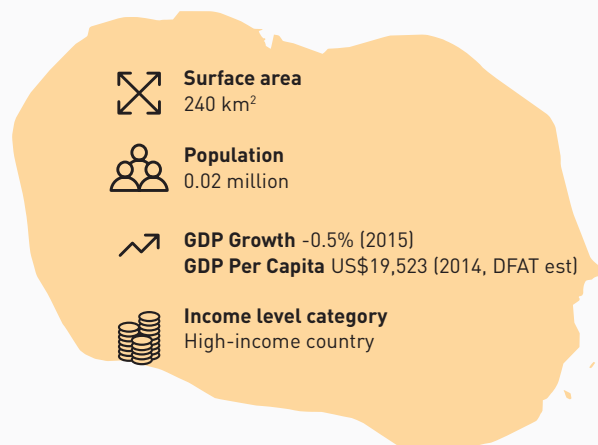 Surface area
240 km²
Population
0.02 million
GDP Growth -0.5% (2015)
GDP Per Capita US$19,523 (2014, DFAT est)
Income level category
High-income country